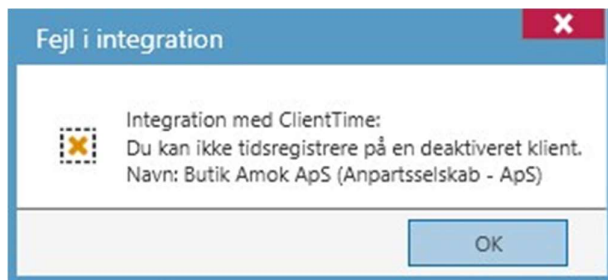 Fejl i integration
Integration med ClientTime:
Du kan ikke tidsregistrere på en deaktiveret klient.
Navn: Butik Amok ApS (Anpartsselskab - ApS)
OK